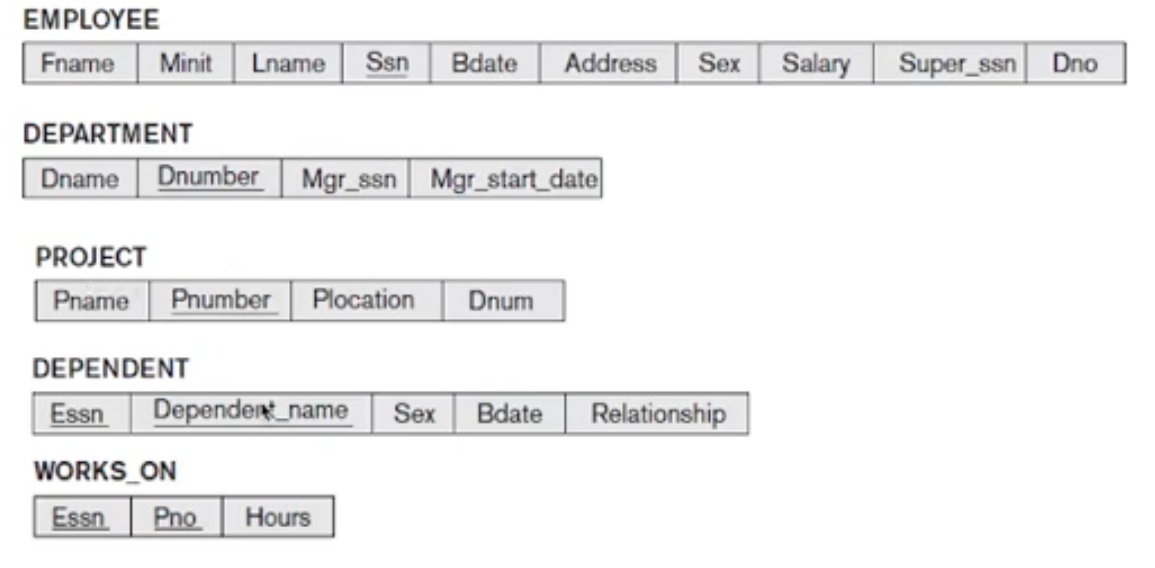 EMPLOYEE
Fname Minit Lname Ssn Bdate Address Sex Salary Super_ssn Dno
DEPARTMENT
Dname Dnumber Mgr_ssn Mgr_start_date
PROJECT
Pname Pnumber Plocation Dnum
DEPENDENT
Essn Dependent_name Sex Bdate Relationship
WORKS_ON
Essn Pno Hours